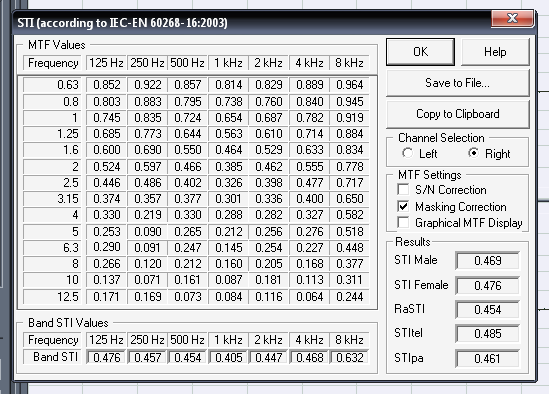 STI (according to IEC-EN 60268-16:2003)
MTF Values
Frequency 125 Hz 250 Hz 500 Hz 1 kHz 2 kHz 4 kHz 8 kHz
0.63 0.852 0.922 0.857 0.814 0.829 0.889 0.964
0.8 0.803 0.883 0.795 0.738 0.760 0.840 0.945
1 0.745 0.835 0.724 0.654 0.687 0.782 0.919
1.25 0.685 0.773 0.644 0.563 0.610 0.714 0.884
1.6 0.600 0.690 0.550 0.464 0.529 0.633 0.834
2 0.524 0.597 0.466 0.385 0.462 0.555 0.778
2.5 0.446 0.486 0.402 0.326 0.398 0.477 0.717
3.15 0.374 0.357 0.377 0.301 0.336 0.400 0.650
4 0.330 0.219 0.330 0.288 0.282 0.327 0.582
5 0.253 0.090 0.265 0.212 0.256 0.276 0.518
6.3 0.290 0.091 0.247 0.145 0.254 0.227 0.448
8 0.266 0.120 0.212 0.160 0.205 0.168 0.377
10 0.137 0.071 0.161 0.087 0.181 0.113 0.311
12.5 0.171 0.169 0.073 0.084 0.116 0.064 0.244
Band STI Values
Frequency 125 Hz 250 Hz 500 Hz 1 kHz 2 kHz 4 kHz 8 kHz
Band STI 0.476 0.457 0.454 0.405 0.447 0.468 0.632
OK Help
Save to File...
Copy to Clipboard
Channel Selection
Left Right
MTF Settings
S/N Correction
Masking Correction
Graphical MTF Display
Results
STI Male 0.469
STI Female 0.476
RaSTI 0.454
STItel 0.485
STIpa 0.461